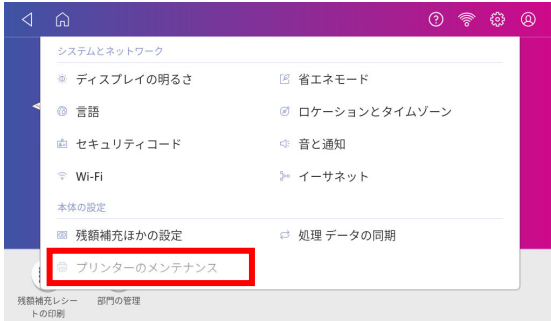 システムとネットワーク
ディスプレイの明るさ
省エネモード
言語
ロケーションとタイムゾーン
セキュリティコード
音と通知
Wi-Fi
イーサネット
本体の設定
残額補充ほかの設定
処理 データの同期
プリンターのメンテナンス
残額補充レシー
トの印刷
部門の管理